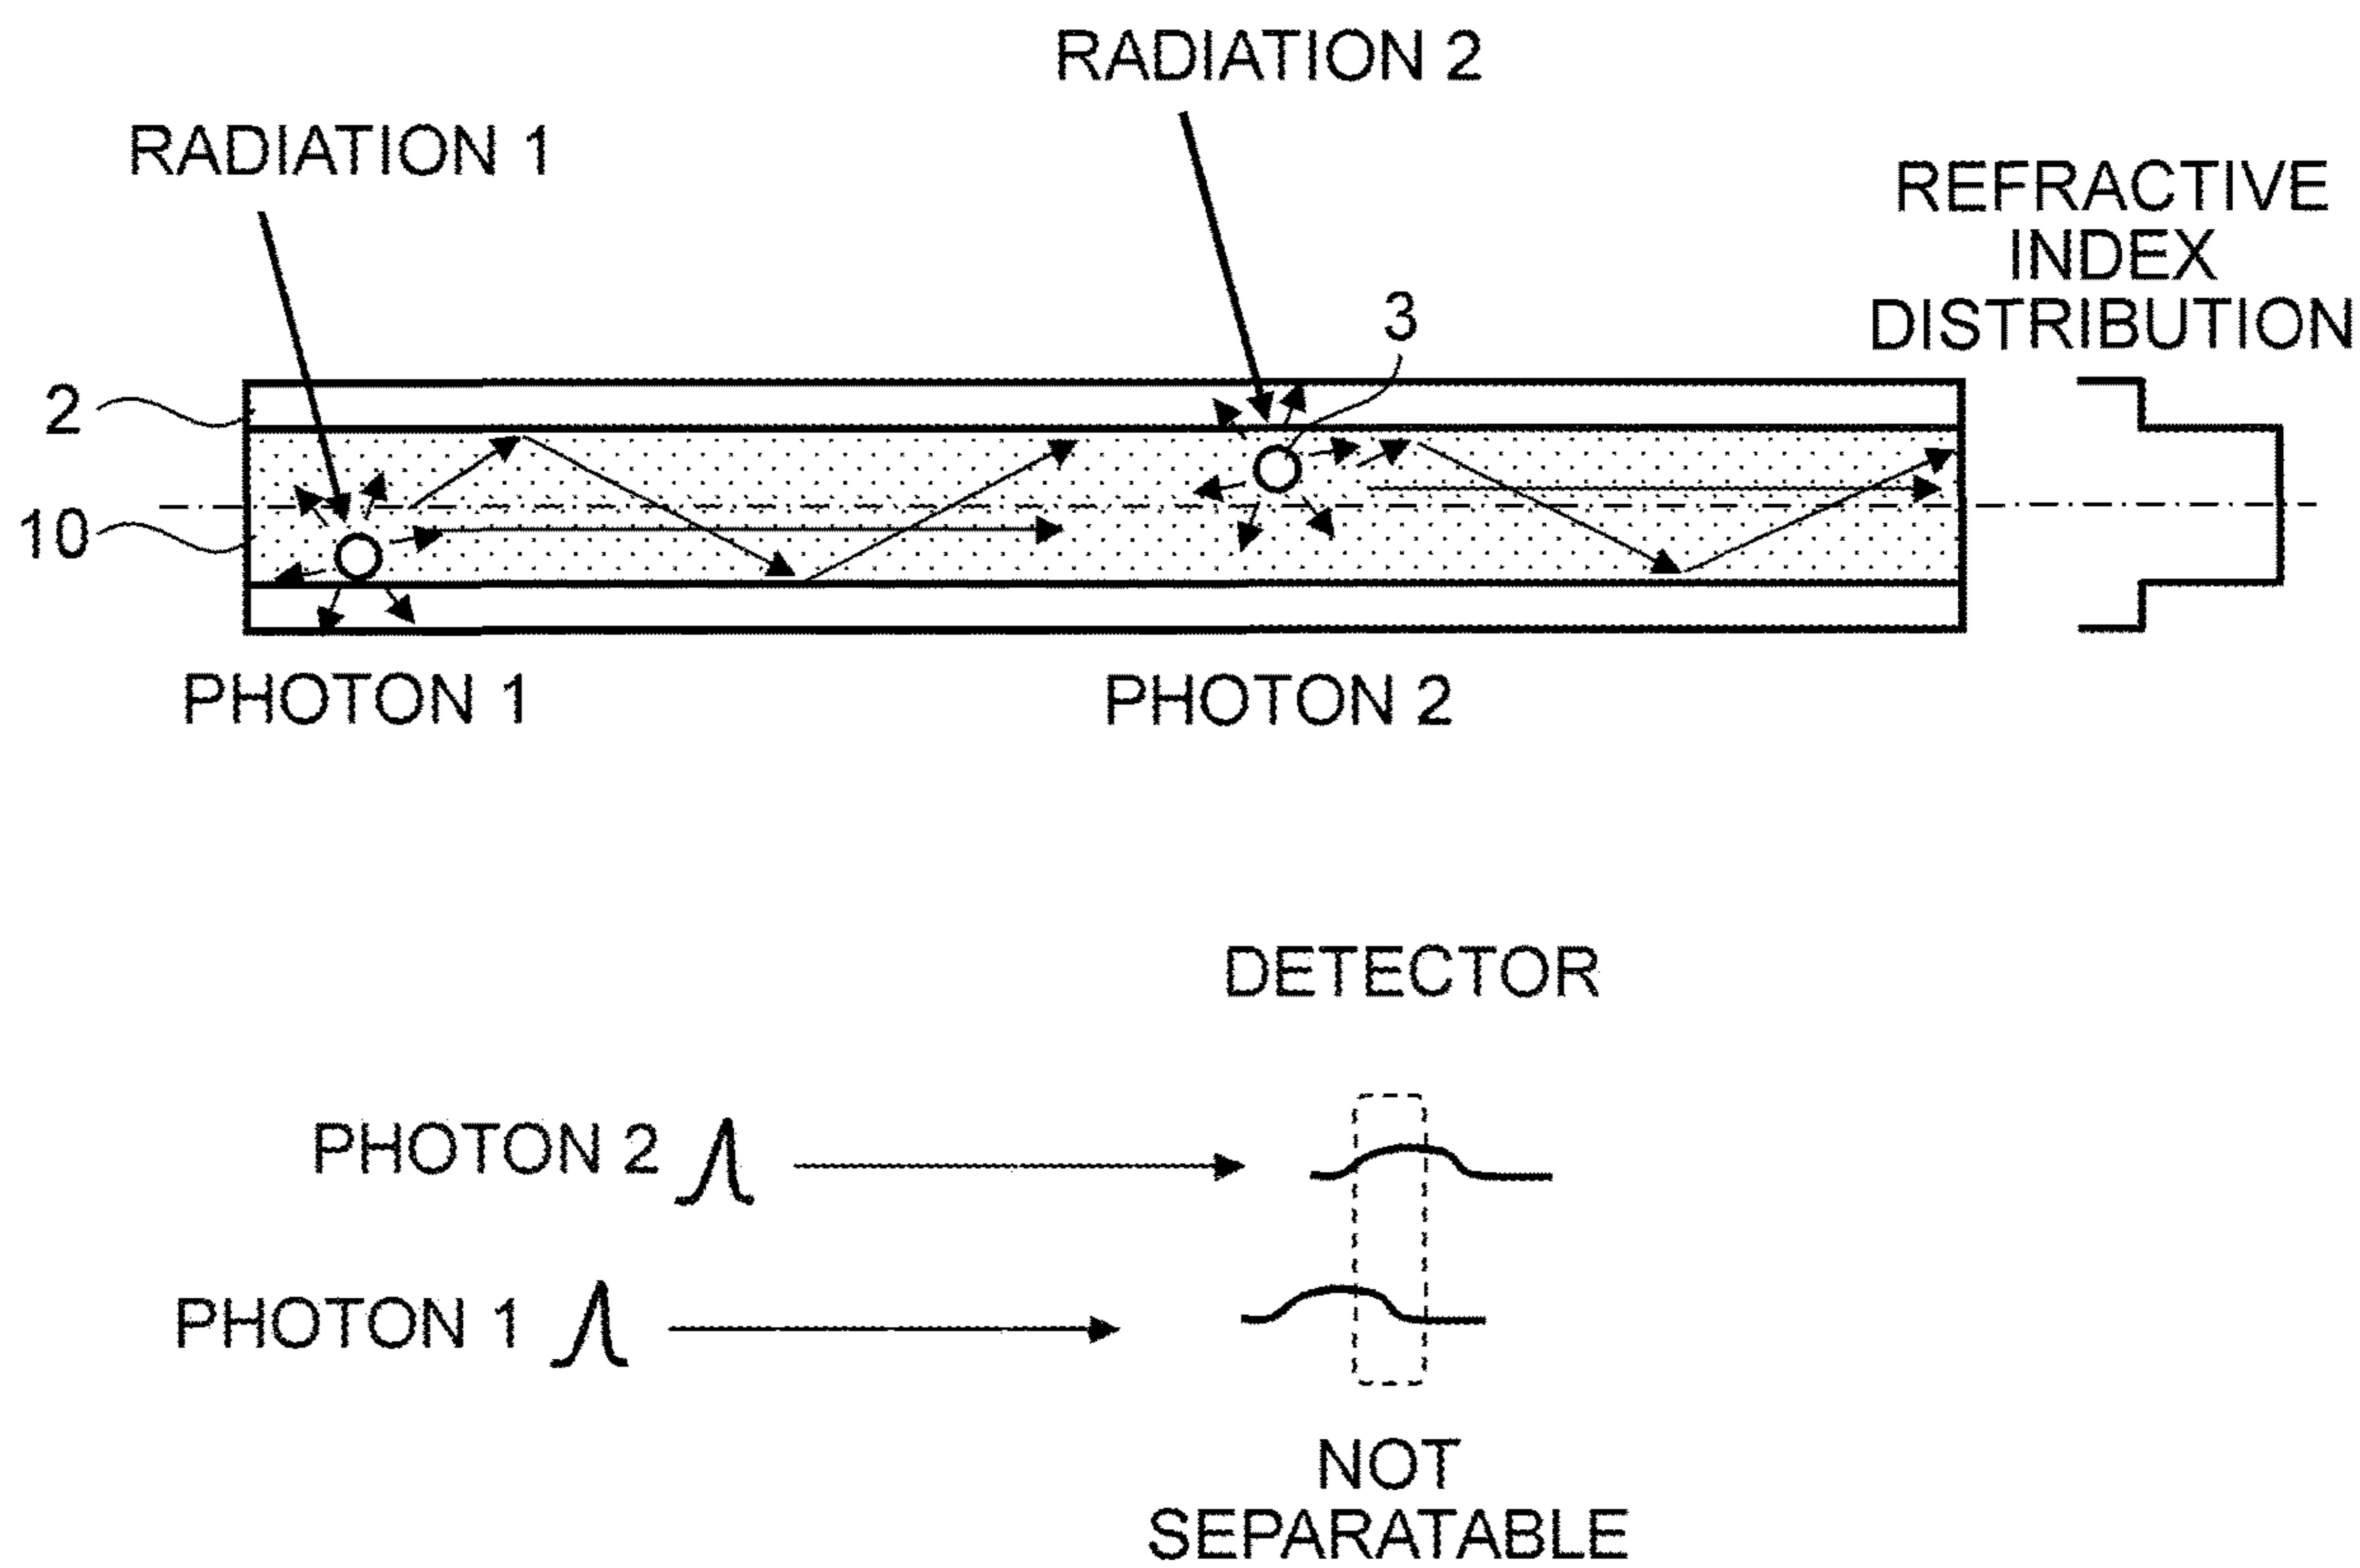 RADIATION 2
RADIATION 1
REFRACTIVE
INDEX
DISTRIBUTION
3
2
10
PHOTON 1
PHOTON 2
DETECTOR
PHOTON 2
PHOTON 1
NOT
SEPARATABLE